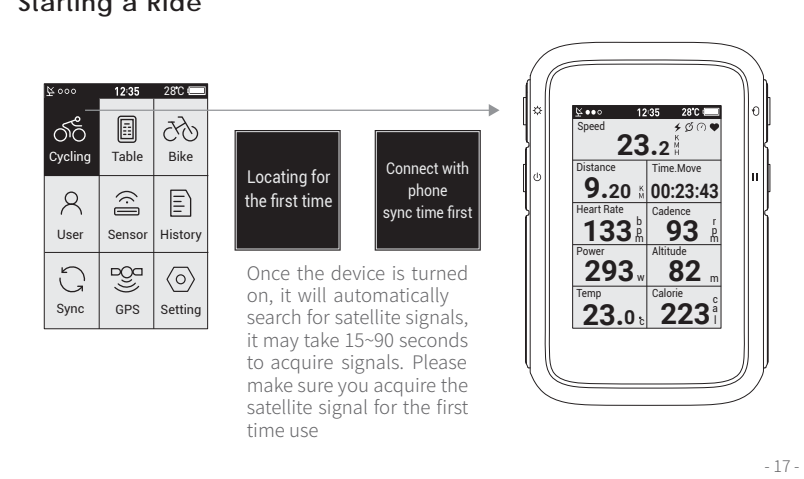 Starting a Ride
12:35 28℃
Cycling Table Bike
User Sensor History
Sync GPS Setting
Locating for
the first time
Connect with
phone
sync time first
Once the device is turned
on, it will automatically
search for satellite signals,
it may take 15~90 seconds
to acquire signals. Please
make sure you acquire the
satellite signal for the first
time use
12:35 28℃
Speed
23.2 KMH
Distance Time.Move
9.20 KM 00:23:43
Heart Rate Cadence
133 bpm 93 rpm
Power Altitude
293 w 82 m
Temp Calorie
23.0 ℃ 223 cal
- 17 -